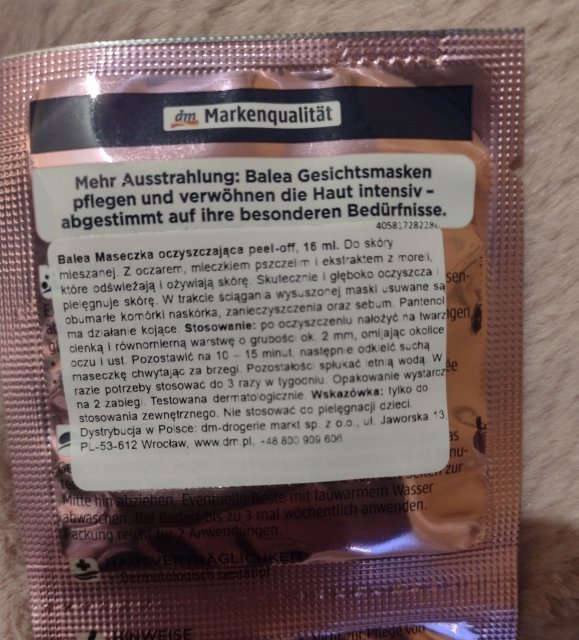 dm Markenqualität
Mehr Ausstrahlung: Balea Gesichtsmasken
pflegen und verwöhnen die Haut intensiv –
abgestimmt auf ihre besonderen Bedürfnisse.
Balea Maseczka oczyszczająca peel-off, 16 ml. Do skóry
mieszanej. Z oczarem, mleczkiem pszczelim i ekstraktem z moreli,
które odświeżają i ożywiają skórę. Skutecznie i głęboko oczyszcza i
pielęgnuje skórę. W trakcie ściągania wysuszonej maski usuwane są
obumarłe komórki naskórka, zanieczyszczenia oraz sebum. Pantenol
ma działanie kojące. Stosowanie: po oczyszczeniu nałożyć na twarz
cienką i równomierną warstwę o grubości ok. 2 mm, omijając okolice
oczu i ust. Pozostawić na 10 – 15 minut, następnie odkleić suchą
maseczkę chwytając za brzegi. Pozostałość spłukać letnią wodą. W
razie potrzeby stosować do 3 razy w tygodniu. Opakowanie wystarcza
na 2 zabiegi. Testowana dermatologicznie. Wskazówka: tylko do
stosowania zewnętrznego. Nie stosować do pielęgnacji dzieci.
Dystrybucja w Polsce: dm-drogerie markt sp. z o.o., ul. Jaworska 13
PL-53-612 Wrocław, www.dm.pl, +48 800 909 606
zur
Mitte hin abziehen. Eventuelle Reste mit lauwarmem Wasser
abwaschen. Bei Bedarf bis zu 3-mal wöchentlich anwenden.
Packung reicht für 2 Anwendungen.
HAUTVERTRÄGLICHKEIT
Dermatologisch bestätigt
HINWEISE
zur Pflege von